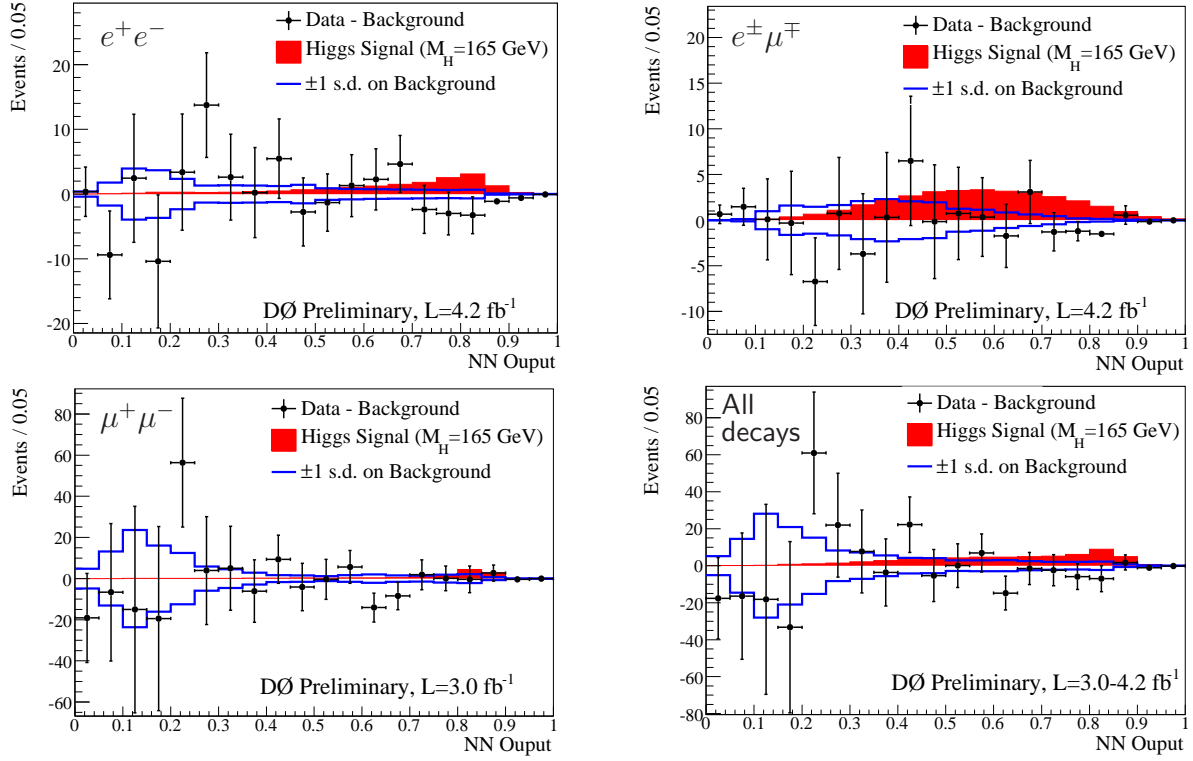 e⁺e⁻
Data - Background
Higgs Signal (M_H=165 GeV)
±1 s.d. on Background
Events / 0.05
20
10
0
-10
-20
DØ Preliminary, L=4.2 fb⁻¹
0 0.1 0.2 0.3 0.4 0.5 0.6 0.7 0.8 0.9 1
NN Ouput
e±μ∓
Data - Background
Higgs Signal (M_H=165 GeV)
±1 s.d. on Background
Events / 0.05
20
15
10
5
0
-5
-10
DØ Preliminary, L=4.2 fb⁻¹
0 0.1 0.2 0.3 0.4 0.5 0.6 0.7 0.8 0.9 1
NN Ouput
μ⁺μ⁻
Data - Background
Higgs Signal (M_H=165 GeV)
±1 s.d. on Background
Events / 0.05
80
60
40
20
0
-20
-40
-60
DØ Preliminary, L=3.0 fb⁻¹
0 0.1 0.2 0.3 0.4 0.5 0.6 0.7 0.8 0.9 1
NN Ouput
All
decays
Data - Background
Higgs Signal (M_H=165 GeV)
±1 s.d. on Background
Events / 0.05
80
60
40
20
0
-20
-40
-60
-80
DØ Preliminary, L=3.0-4.2 fb⁻¹
0 0.1 0.2 0.3 0.4 0.5 0.6 0.7 0.8 0.9 1
NN Ouput